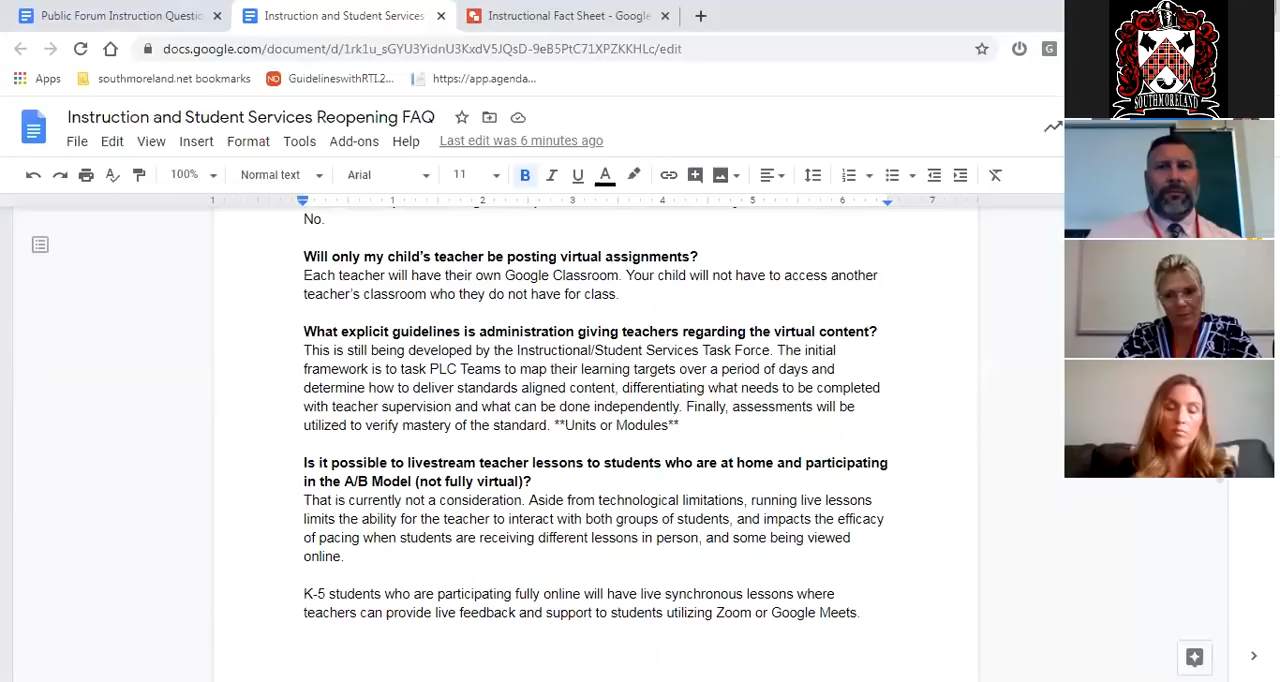 Public Forum Instruction Questic
Instruction and Student Services
Instructional Fact Sheet - Google
docs.google.com/document/d/1rk1u_sGYU3YidnU3KxdV5JQsD-9eB5PtC71XPZKKHLc/edit
Apps
southmoreland.net bookmarks
GuidelineswithRTI.2...
https://app.agenda...
SOUTHMORELAND
Instruction and Student Services Reopening FAQ
File Edit View Insert Format Tools Add-ons Help Last edit was 6 minutes ago
100% Normal text Arial 11 B I U A
1 1 2 3 4 5 6 7
No.
Will only my child's teacher be posting virtual assignments?
Each teacher will have their own Google Classroom. Your child will not have to access another
teacher's classroom who they do not have for class.
What explicit guidelines is administration giving teachers regarding the virtual content?
This is still being developed by the Instructional/Student Services Task Force. The initial
framework is to task PLC Teams to map their learning targets over a period of days and
determine how to deliver standards aligned content, differentiating what needs to be completed
with teacher supervision and what can be done independently. Finally, assessments will be
utilized to verify mastery of the standard. **Units or Modules**
Is it possible to livestream teacher lessons to students who are at home and participating
in the A/B Model (not fully virtual)?
That is currently not a consideration. Aside from technological limitations, running live lessons
limits the ability for the teacher to interact with both groups of students, and impacts the efficacy
of pacing when students are receiving different lessons in person, and some being viewed
online.
K-5 students who are participating fully online will have live synchronous lessons where
teachers can provide live feedback and support to students utilizing Zoom or Google Meets.